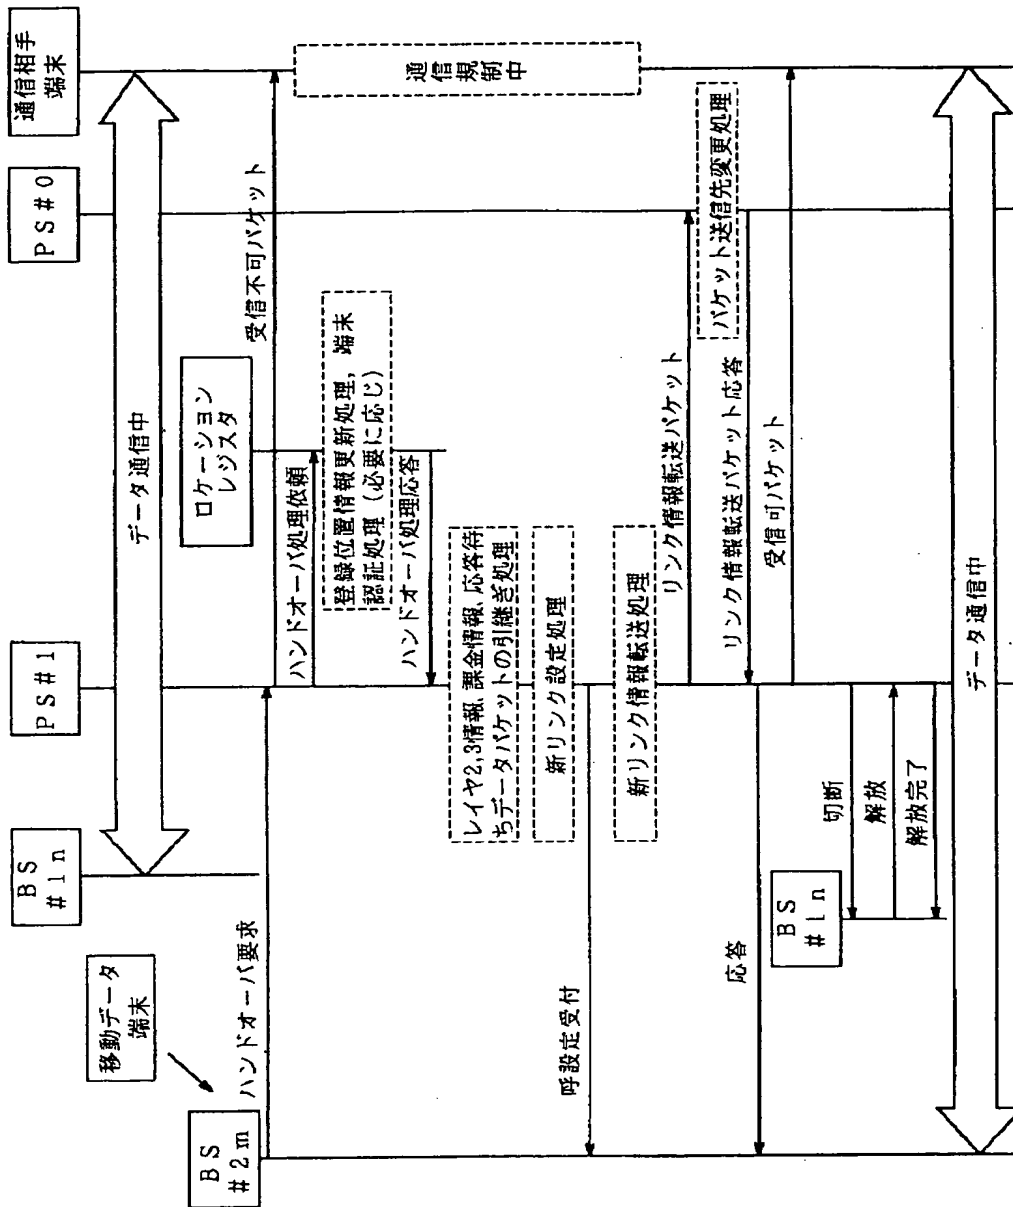 通信相手
端末
PS#0
PS#1
BS
#1n
移動データ
端末
BS
#2m
データ通信中
ロケーション
レジスタ
ハンドオーバ要求
受信不可パケット
通信規制中
ハンドオーバ処理依頼
登録位置情報更新処理, 端末
認証処理（必要に応じ）
ハンドオーバ処理応答
レイヤ2,3情報、課金情報、応答待
ちデータパケットの引継ぎ処理
新リンク設定処理
呼設定受付
新リンク情報転送処理
リンク情報転送パケット
パケット送信先変更処理
リンク情報転送パケット応答
応答
受信可パケット
BS
#1n
切断
解放
解放完了
データ通信中